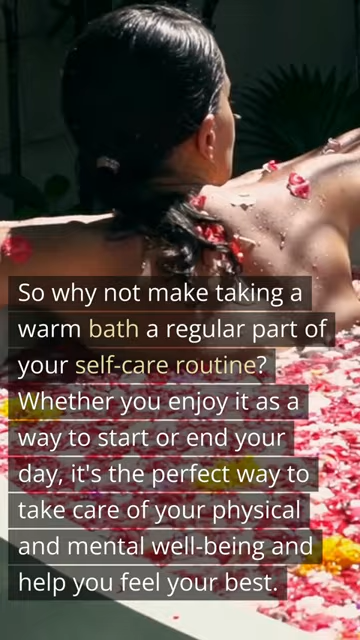 So why not make taking a
warm bath a regular part of
your self-care routine?
Whether you enjoy it as a
way to start or end your
day, it's the perfect way to
take care of your physical
and mental well-being and
help you feel your best.